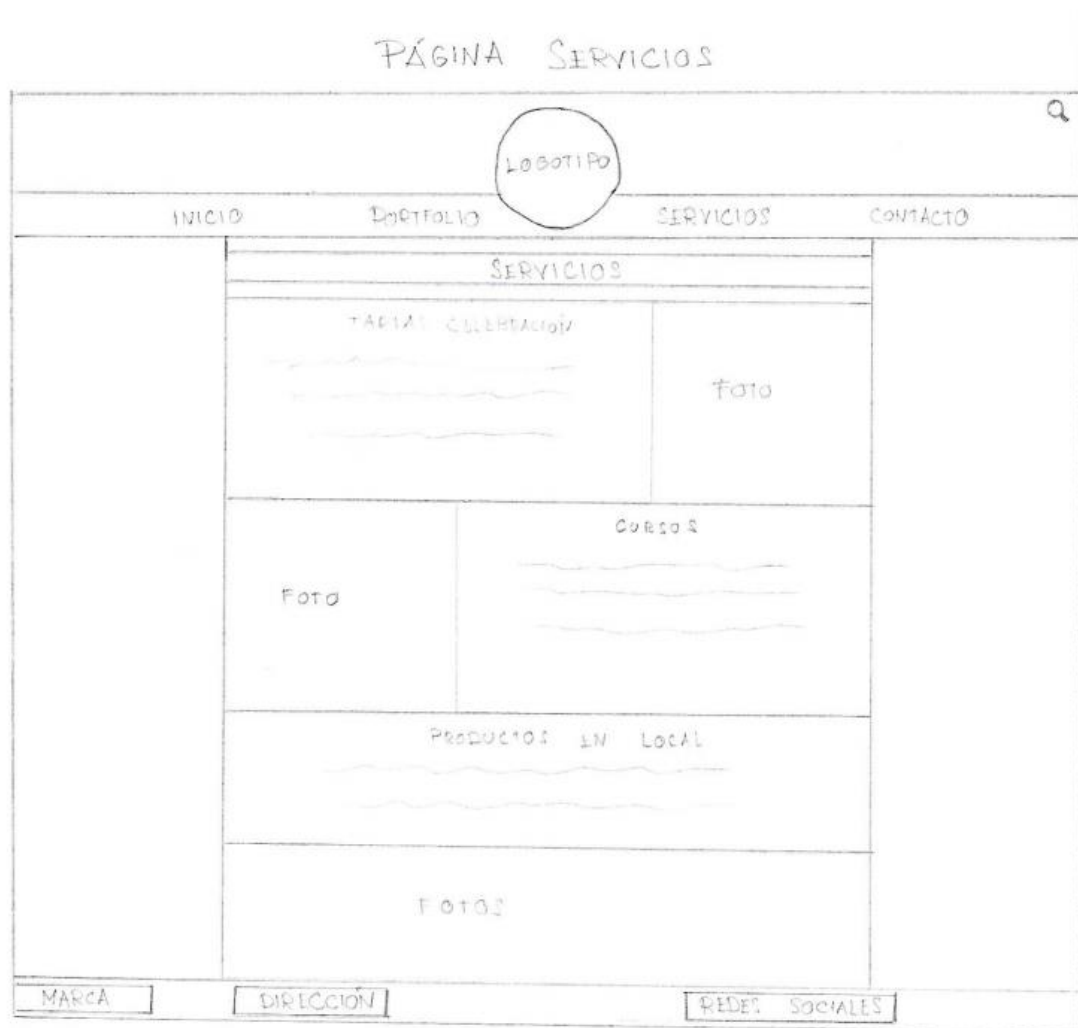 PÁGINA SERVICIOS
LOGOTIPO
INICIO PORTFOLIO SERVICIOS CONTACTO
SERVICIOS
TARTAS CELEBRACIÓN
FOTO
CURSOS
FOTO
PRODUCTOS EN LOCAL
FOTOS
MARCA DIRECCIÓN REDES SOCIALES